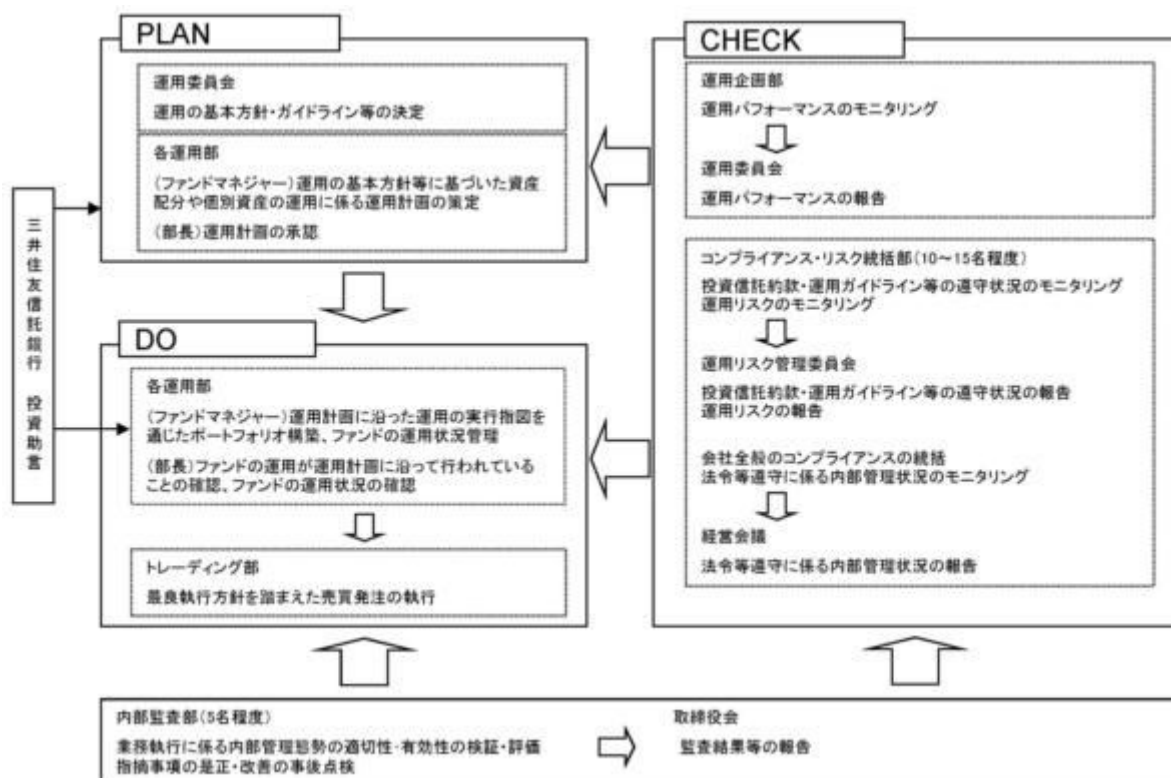 PLAN
運用委員会
運用の基本方針・ガイドライン等の決定
各運用部
(ファンドマネジャー)運用の基本方針等に基づいた資産
配分や個別資産の運用に係る運用計画の策定
(部長)運用計画の承認
三井住友信託銀行 投資助言
DO
各運用部
(ファンドマネジャー)運用計画に沿った運用の実行指図を
通じたポートフォリオ構築、ファンドの運用状況管理
(部長)ファンドの運用が運用計画に沿って行われている
ことの確認、ファンドの運用状況の確認
トレーディング部
最良執行方針を踏まえた売買発注の執行
CHECK
運用企画部
運用パフォーマンスのモニタリング
運用委員会
運用パフォーマンスの報告
コンプライアンス・リスク統括部(10~15名程度)
投資信託約款・運用ガイドライン等の遵守状況のモニタリング
運用リスクのモニタリング
運用リスク管理委員会
投資信託約款・運用ガイドライン等の遵守状況の報告
運用リスクの報告
会社全般のコンプライアンスの統括
法令等遵守に係る内部管理状況のモニタリング
経営会議
法令等遵守に係る内部管理状況の報告
内部監査部(5名程度)
業務執行に係る内部管理態勢の適切性・有効性の検証・評価
指摘事項の是正・改善の事後点検
取締役会
監査結果等の報告